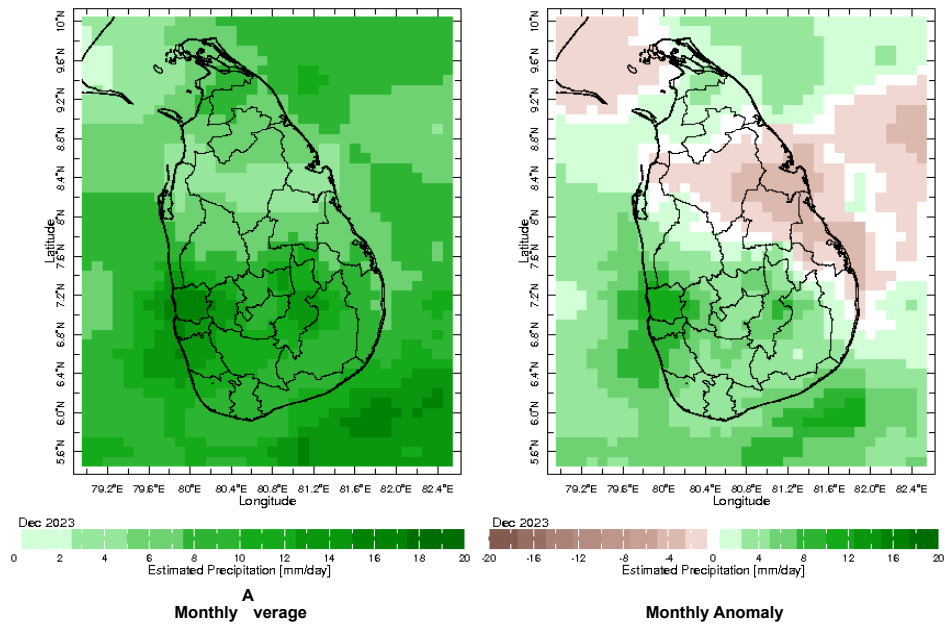 10°N
9.6°N
9.2°N
8.8°N
8.4°N
8°N
7.6°N
7.2°N
6.8°N
6.4°N
6.0°N
5.6°N
Latitude
79.2°E 79.6°E 80°E 80.4°E 80.8°E 81.2°E 81.6°E 82°E 82.4°E
Longitude
Dec 2023
0 2 4 6 8 10 12 14 16 18 20
Estimated Precipitation [mm/day]
Monthly Average
10°N
9.6°N
9.2°N
8.8°N
8.4°N
8°N
7.6°N
7.2°N
6.8°N
6.4°N
6.0°N
5.6°N
Latitude
79.2°E 79.6°E 80°E 80.4°E 80.8°E 81.2°E 81.6°E 82°E 82.4°E
Longitude
Dec 2023
-20 -16 -12 -8 -4 0 4 8 12 16 20
Estimated Precipitation [mm/day]
Monthly Anomaly